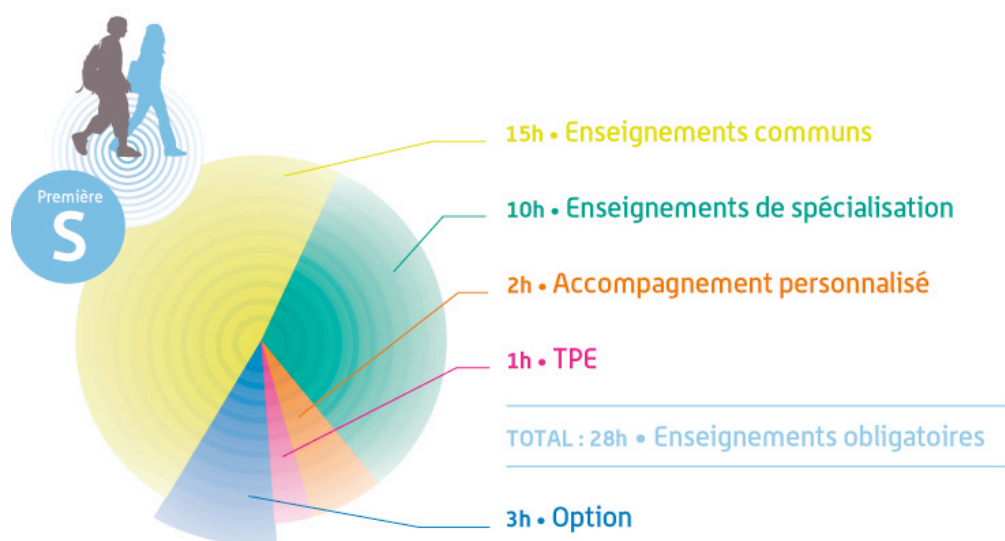 15h • Enseignements communs
Première
S
10h • Enseignements de spécialisation
2h • Accompagnement personnalisé
1h • TPE
TOTAL : 28h • Enseignements obligatoires
3h • Option